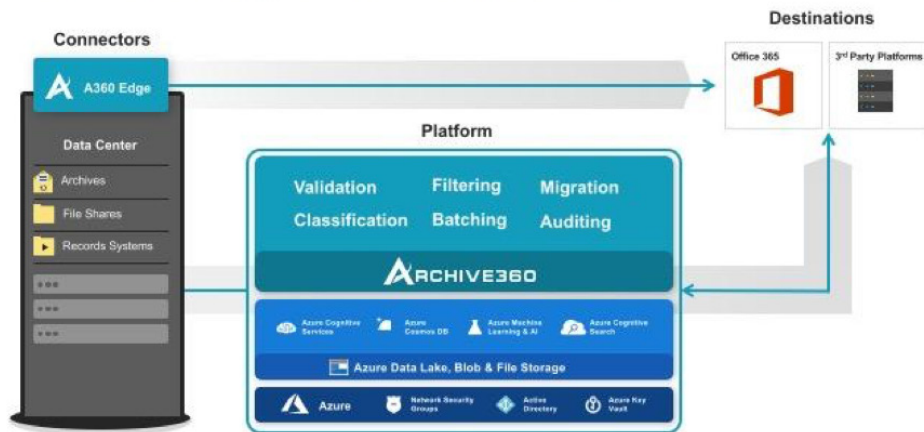 Connectors
A360 Edge
Data Center
Archives
File Shares
Records Systems
Platform
Validation Filtering Migration
Classification Batching Auditing
ARCHIVE360
Azure Cognitive
Services
Azure
Cosmos DB
Azure Machine
Learning & AI
Azure Cognitive
Search
Azure Data Lake, Blob & File Storage
Azure
Network Security
Groups
Active
Directory
Azure Key
Vault
Destinations
Office 365
3rd Party Platforms